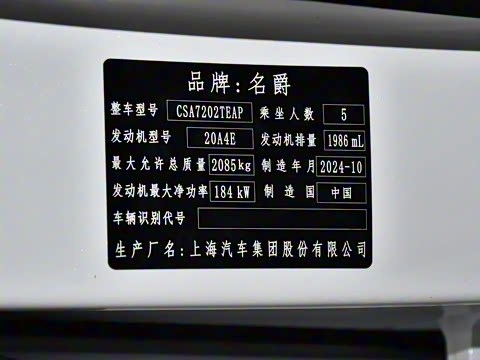 品牌：名爵
整车型号 CSA7202TEAP 乘坐人数 5
发动机型号 20A4E 发动机排量 1986 mL
最大允许总质量 2085kg 制造年月 2024-10
发动机最大净功率 184 kW 制造国 中国
车辆识别代号
生产厂名：上海汽车集团股份有限公司